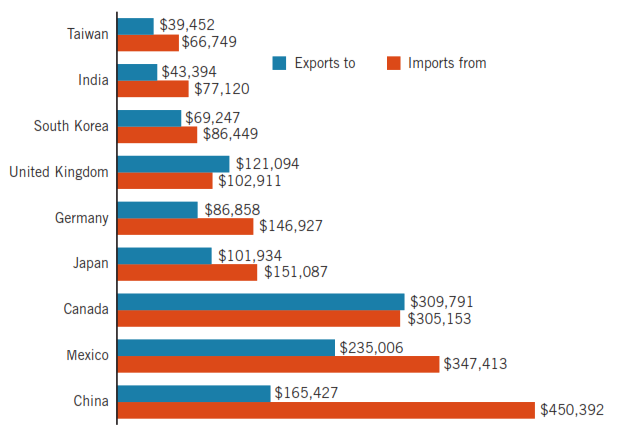 Taiwan $39,452
$66,749
Exports to Imports from
India $43,394
$77,120
South Korea $69,247
$86,449
United Kingdom $121,094
$102,911
Germany $86,858
$146,927
Japan $101,934
$151,087
Canada $309,791
$305,153
Mexico $235,006
$347,413
China $165,427
$450,392